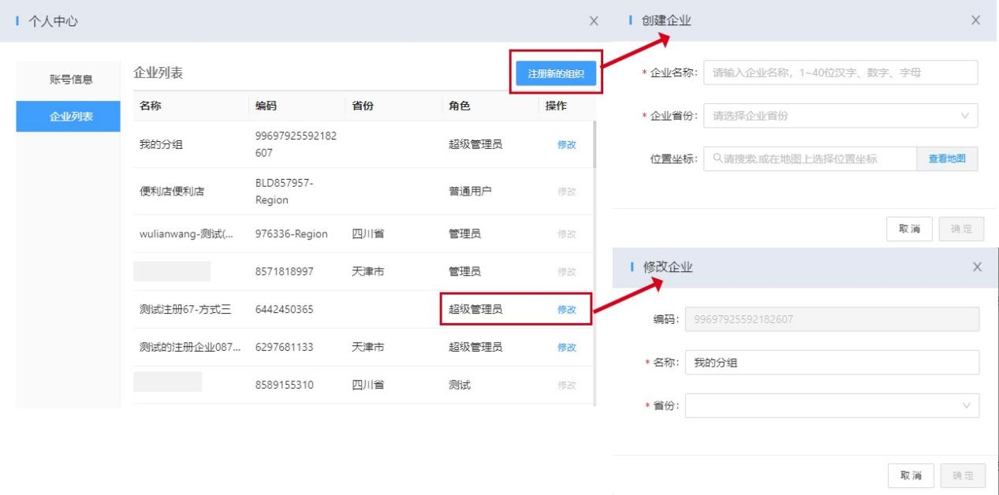 个人中心
账号信息
企业列表
企业列表
注册新的组织
名称 编码 省份 角色 操作
我的分组 99697925592182 超级管理员 修改
607
便利店便利店 BLD857957- 普通用户 修改
Region
wulianwang-测试(... 976336-Region 四川省 管理员 修改
8571818997 天津市 管理员 修改
测试注册67-方式三 6442450365 超级管理员 修改
测试的注册企业087... 6297681133 天津市 超级管理员 修改
8589155310 四川省 测试 修改
创建企业
* 企业名称: 请输入企业名称，1~40位汉字、数字、字母
* 企业省份: 请选择企业省份
位置坐标: 请搜索,或在地图上选择位置坐标 查看地图
取消 确定
修改企业
编码: 99697925592182607
* 名称: 我的分组
* 省份:
取消 确定